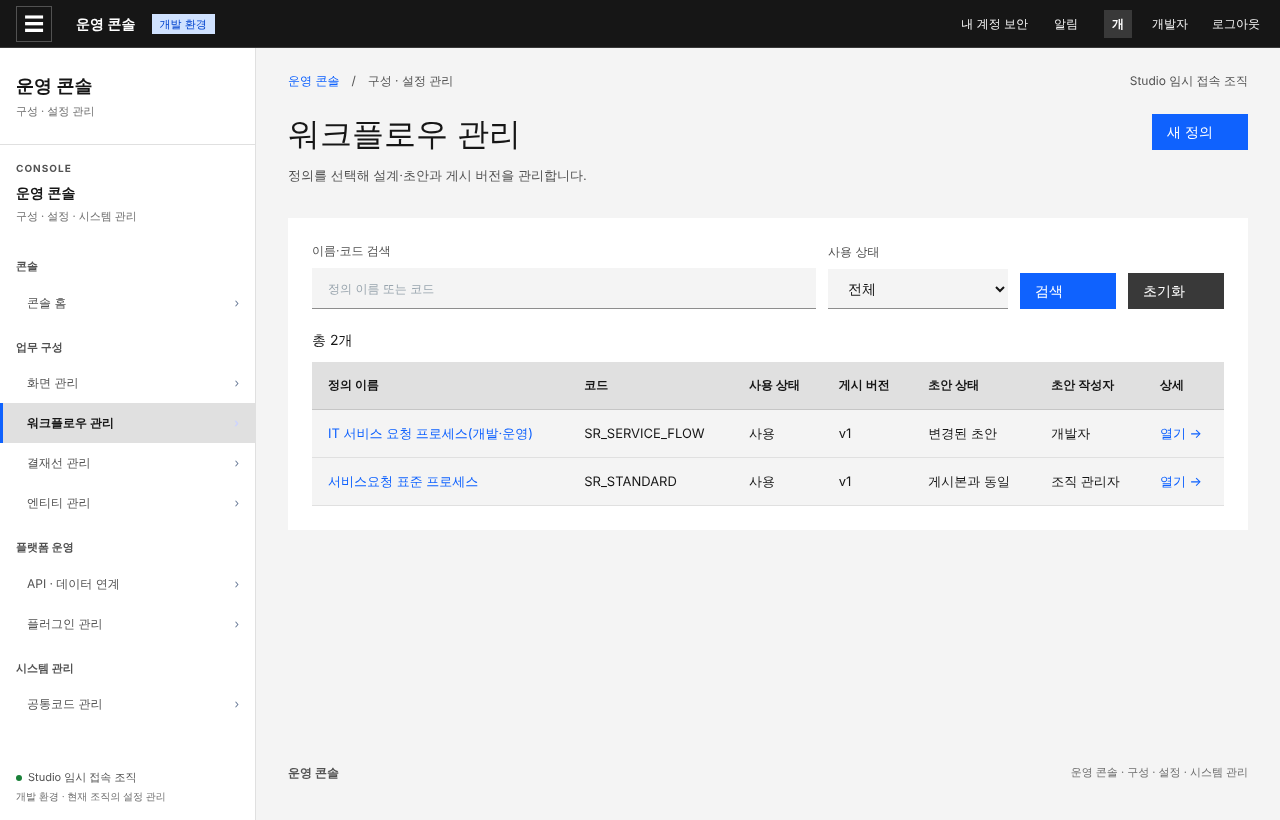 운영 콘솔 개발 환경 내 계정 보안 알림 개 개발자 로그아웃
운영 콘솔
구성 · 설정 관리
CONSOLE
운영 콘솔
구성 · 설정 · 시스템 관리
콘솔
콘솔 홈 ›
업무 구성
화면 관리 ›
워크플로우 관리 ›
결재선 관리 ›
엔티티 관리 ›
플랫폼 운영
API · 데이터 연계 ›
플러그인 관리 ›
시스템 관리
공통코드 관리 ›
Studio 임시 접속 조직
개발 환경 · 현재 조직의 설정 관리
운영 콘솔 / 구성 · 설정 관리 Studio 임시 접속 조직
워크플로우 관리 새 정의
정의를 선택해 설계·초안과 게시 버전을 관리합니다.
이름·코드 검색 사용 상태
정의 이름 또는 코드 전체 검색 초기화
총 2개
정의 이름 코드 사용 상태 게시 버전 초안 상태 초안 작성자 상세
IT 서비스 요청 프로세스(개발·운영) SR_SERVICE_FLOW 사용 v1 변경된 초안 개발자 열기 →
서비스요청 표준 프로세스 SR_STANDARD 사용 v1 게시본과 동일 조직 관리자 열기 →
운영 콘솔 운영 콘솔 · 구성 · 설정 · 시스템 관리